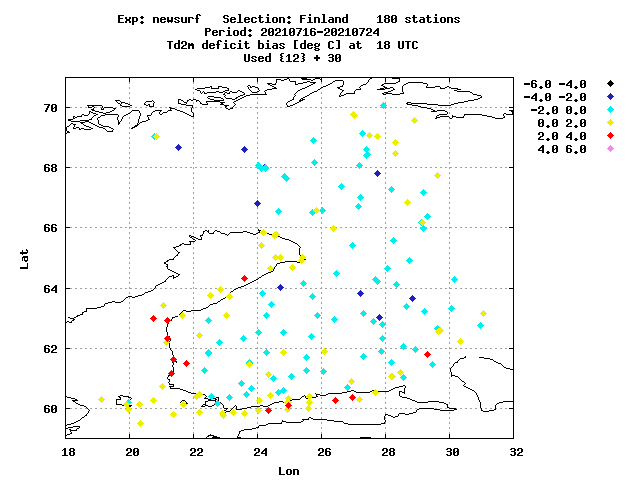 Exp: newsurf   Selection: Finland    180 stations
Period: 20210716-20210724
Td2m deficit bias [deg C] at  18 UTC
Used {12} + 30
-6.0 -4.0
-4.0 -2.0
-2.0 0.0
0.0 2.0
2.0 4.0
4.0 6.0
70
68
66
64
62
60
Lat
18 20 22 24 26 28 30 32
Lon